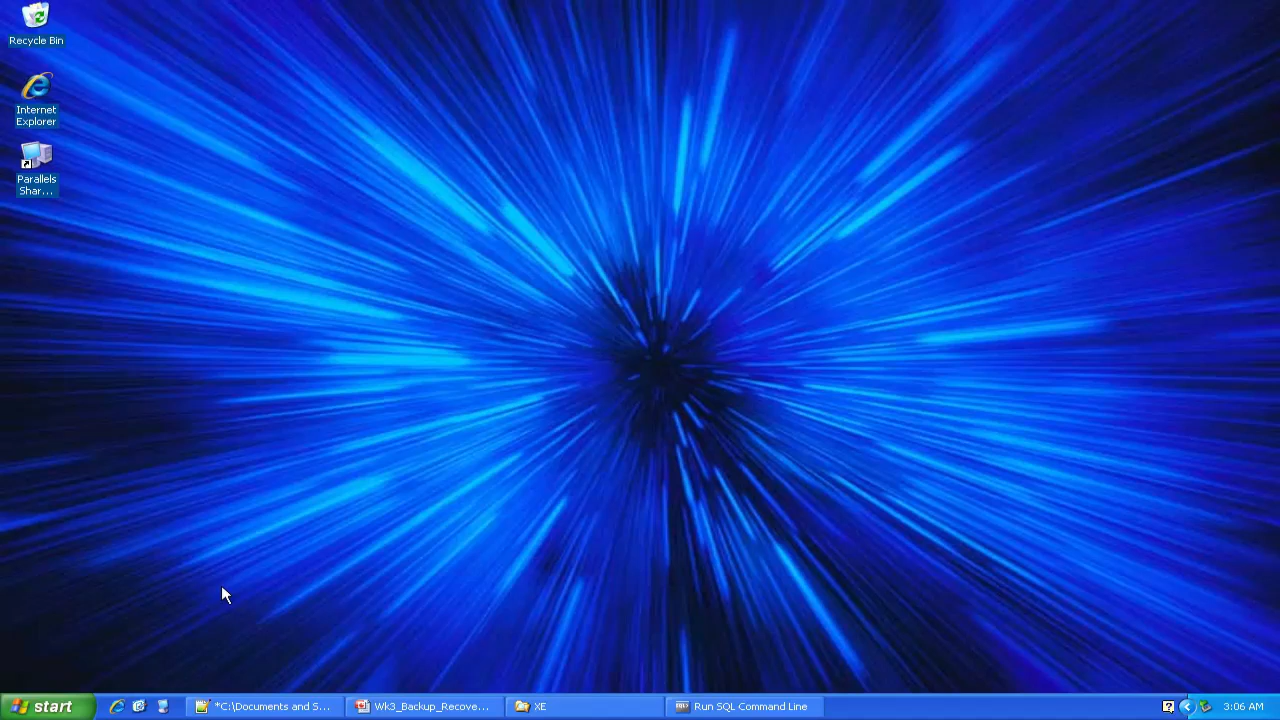 Recycle Bin
Internet
Explorer
Parallels
Shar...
start
*C:\Documents and S...
Wk3_Backup_Recove...
XE
Run SQL Command Line
3:06 AM